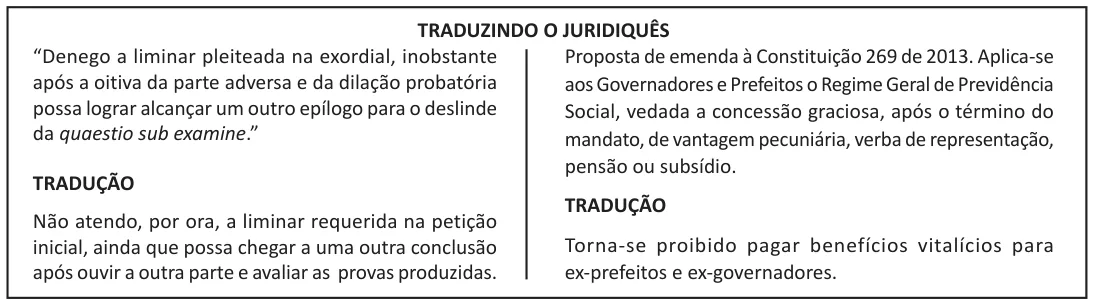 TRADUZINDO O JURIDIQUÊS
“Denego a liminar pleiteada na exordial, inobstante
após a oitiva da parte adversa e da dilação probatória
possa lograr alcançar um outro epílogo para o deslinde
da quaestio sub examine.”
TRADUÇÃO
Não atendo, por ora, a liminar requerida na petição
inicial, ainda que possa chegar a uma outra conclusão
após ouvir a outra parte e avaliar as provas produzidas.
Proposta de emenda à Constituição 269 de 2013. Aplica-se
aos Governadores e Prefeitos o Regime Geral de Previdência
Social, vedada a concessão graciosa, após o término do
mandato, de vantagem pecuniária, verba de representação,
pensão ou subsídio.
TRADUÇÃO
Torna-se proibido pagar benefícios vitalícios para
ex-prefeitos e ex-governadores.